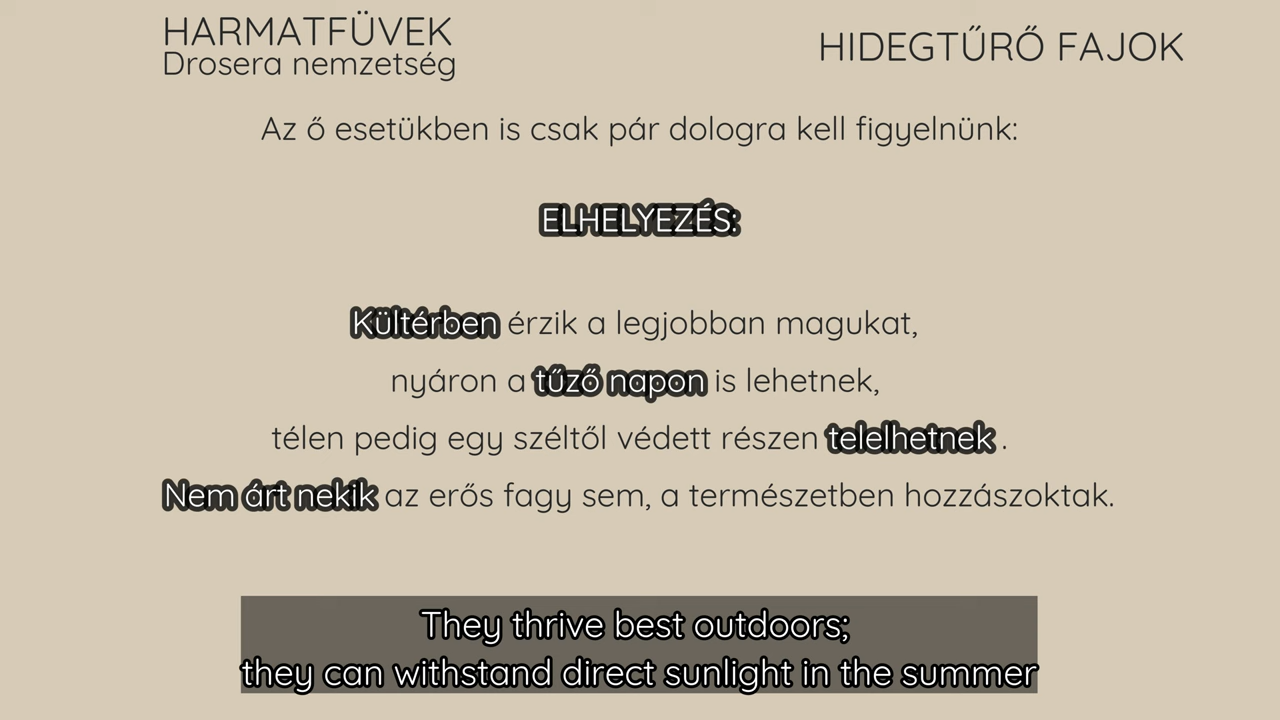 HARMATFÜVEK
Drosera nemzetség
HIDEGTŰRŐ FAJOK
Az ő esetükben is csak pár dologra kell figyelnünk:
ELHELYEZÉS:
Kültérben érzik a legjobban magukat,
nyáron a tűző napon is lehetnek,
télen pedig egy széltől védett részen telelhetnek .
Nem árt nekik az erős fagy sem, a természetben hozzászoktak.
They thrive best outdoors;
they can withstand direct sunlight in the summer